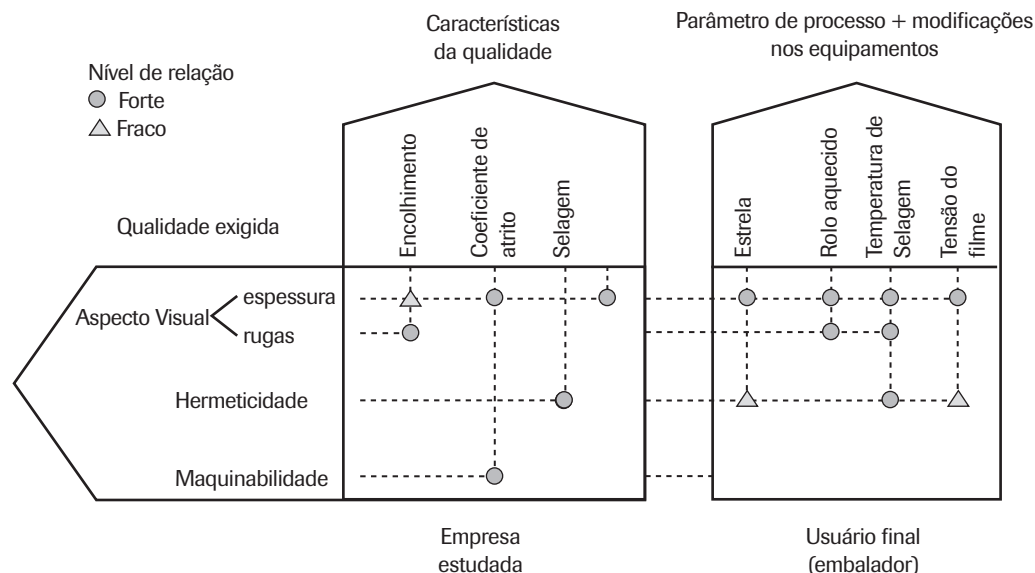 Características
da qualidade
Parâmetro de processo + modificações
nos equipamentos
Nível de relação
Forte
Fraco
Qualidade exigida
Encolhimento
Coeficiente de
atrito
Selagem
Estrela
Rolo aquecido
Temperatura de
Selagem
Tensão do
filme
Aspecto Visual
espessura
rugas
Hermeticidade
Maquinabilidade
Empresa
estudada
Usuário final
(embalador)